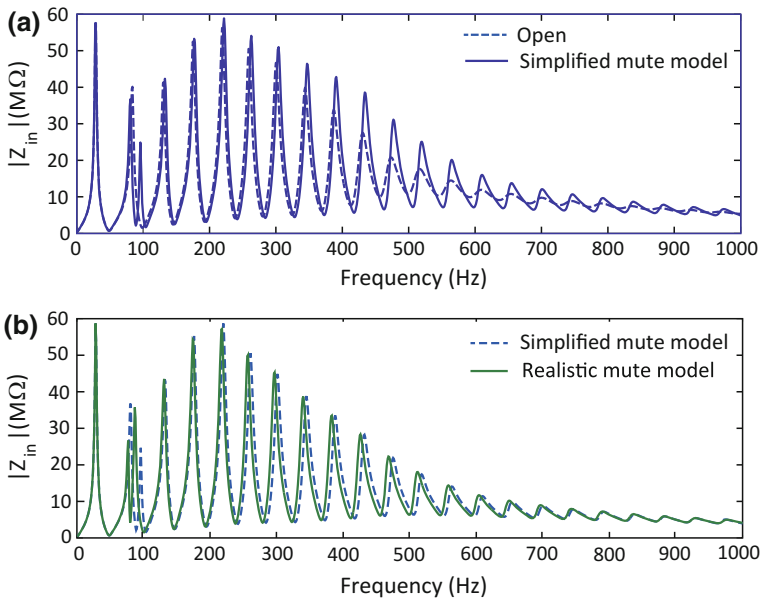 (a)
60
50
40
30
20
10
0
|Z_in|(MΩ)
Open
Simplified mute model
0 100 200 300 400 500 600 700 800 900 1000
Frequency (Hz)
(b)
60
50
40
30
20
10
0
|Z_in|(MΩ)
Simplified mute model
Realistic mute model
0 100 200 300 400 500 600 700 800 900 1000
Frequency (Hz)